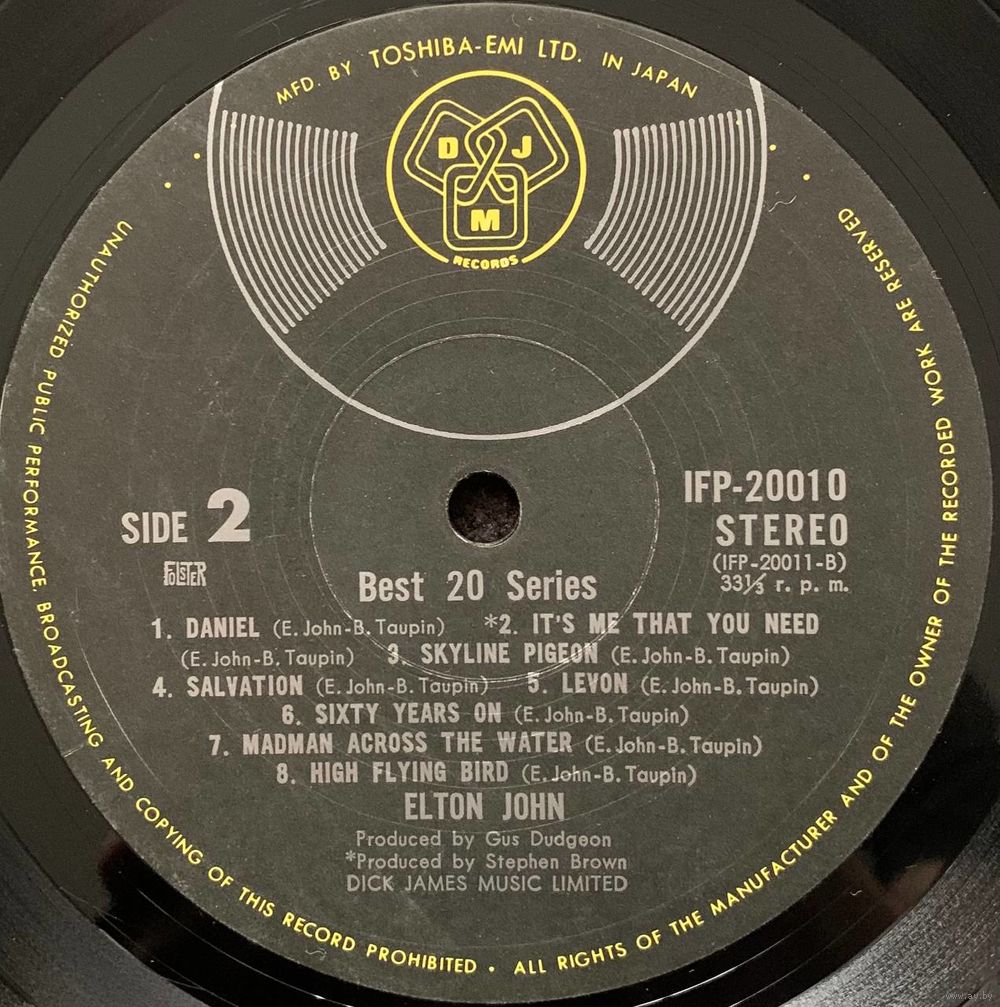 MFD. BY TOSHIBA-EMI LTD. IN JAPAN
D J
M
RECORDS
UNAUTHORIZED PUBLIC PERFORMANCE, BROADCASTING AND COPYING OF THIS RECORD PROHIBITED • ALL RIGHTS OF THE MANUFACTURER AND OF THE OWNER OF THE RECORDED WORK ARE RESERVED
SIDE 2
FOLSTER
IFP-20010
STEREO
(IFP-20011-B)
33⅓ r. p. m.
Best 20 Series
1. DANIEL (E. John-B. Taupin) *2. IT'S ME THAT YOU NEED
(E. John-B. Taupin) 3. SKYLINE PIGEON (E. John-B. Taupin)
4. SALVATION (E. John-B. Taupin) 5. LEVON (E. John-B. Taupin)
6. SIXTY YEARS ON (E. John-B. Taupin)
7. MADMAN ACROSS THE WATER (E. John-B. Taupin)
8. HIGH FLYING BIRD (E. John-B. Taupin)
ELTON JOHN
Produced by Gus Dudgeon
*Produced by Stephen Brown
DICK JAMES MUSIC LIMITED
www.ay.by